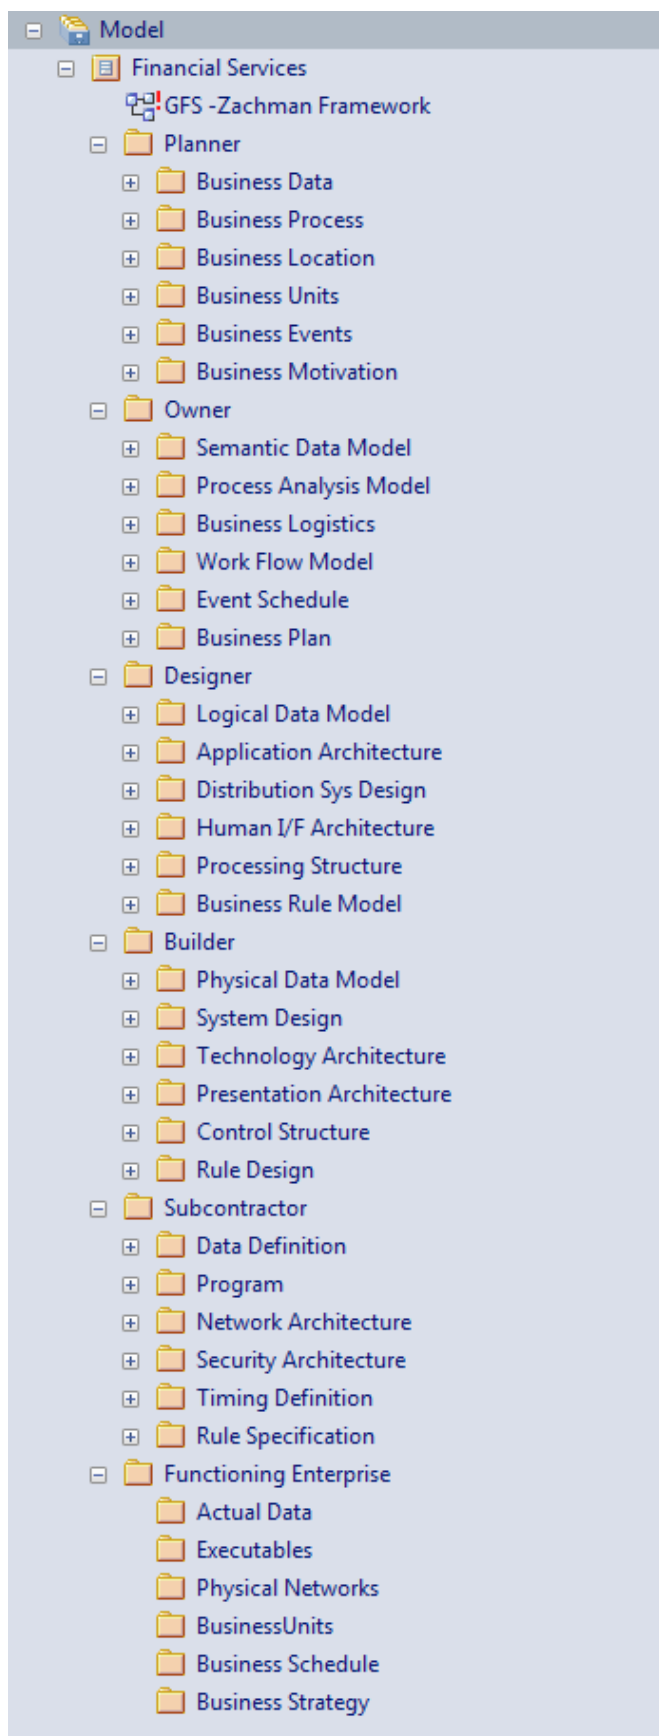 Model
Financial Services
GFS -Zachman Framework
Planner
Business Data
Business Process
Business Location
Business Units
Business Events
Business Motivation
Owner
Semantic Data Model
Process Analysis Model
Business Logistics
Work Flow Model
Event Schedule
Business Plan
Designer
Logical Data Model
Application Architecture
Distribution Sys Design
Human I/F Architecture
Processing Structure
Business Rule Model
Builder
Physical Data Model
System Design
Technology Architecture
Presentation Architecture
Control Structure
Rule Design
Subcontractor
Data Definition
Program
Network Architecture
Security Architecture
Timing Definition
Rule Specification
Functioning Enterprise
Actual Data
Executables
Physical Networks
BusinessUnits
Business Schedule
Business Strategy